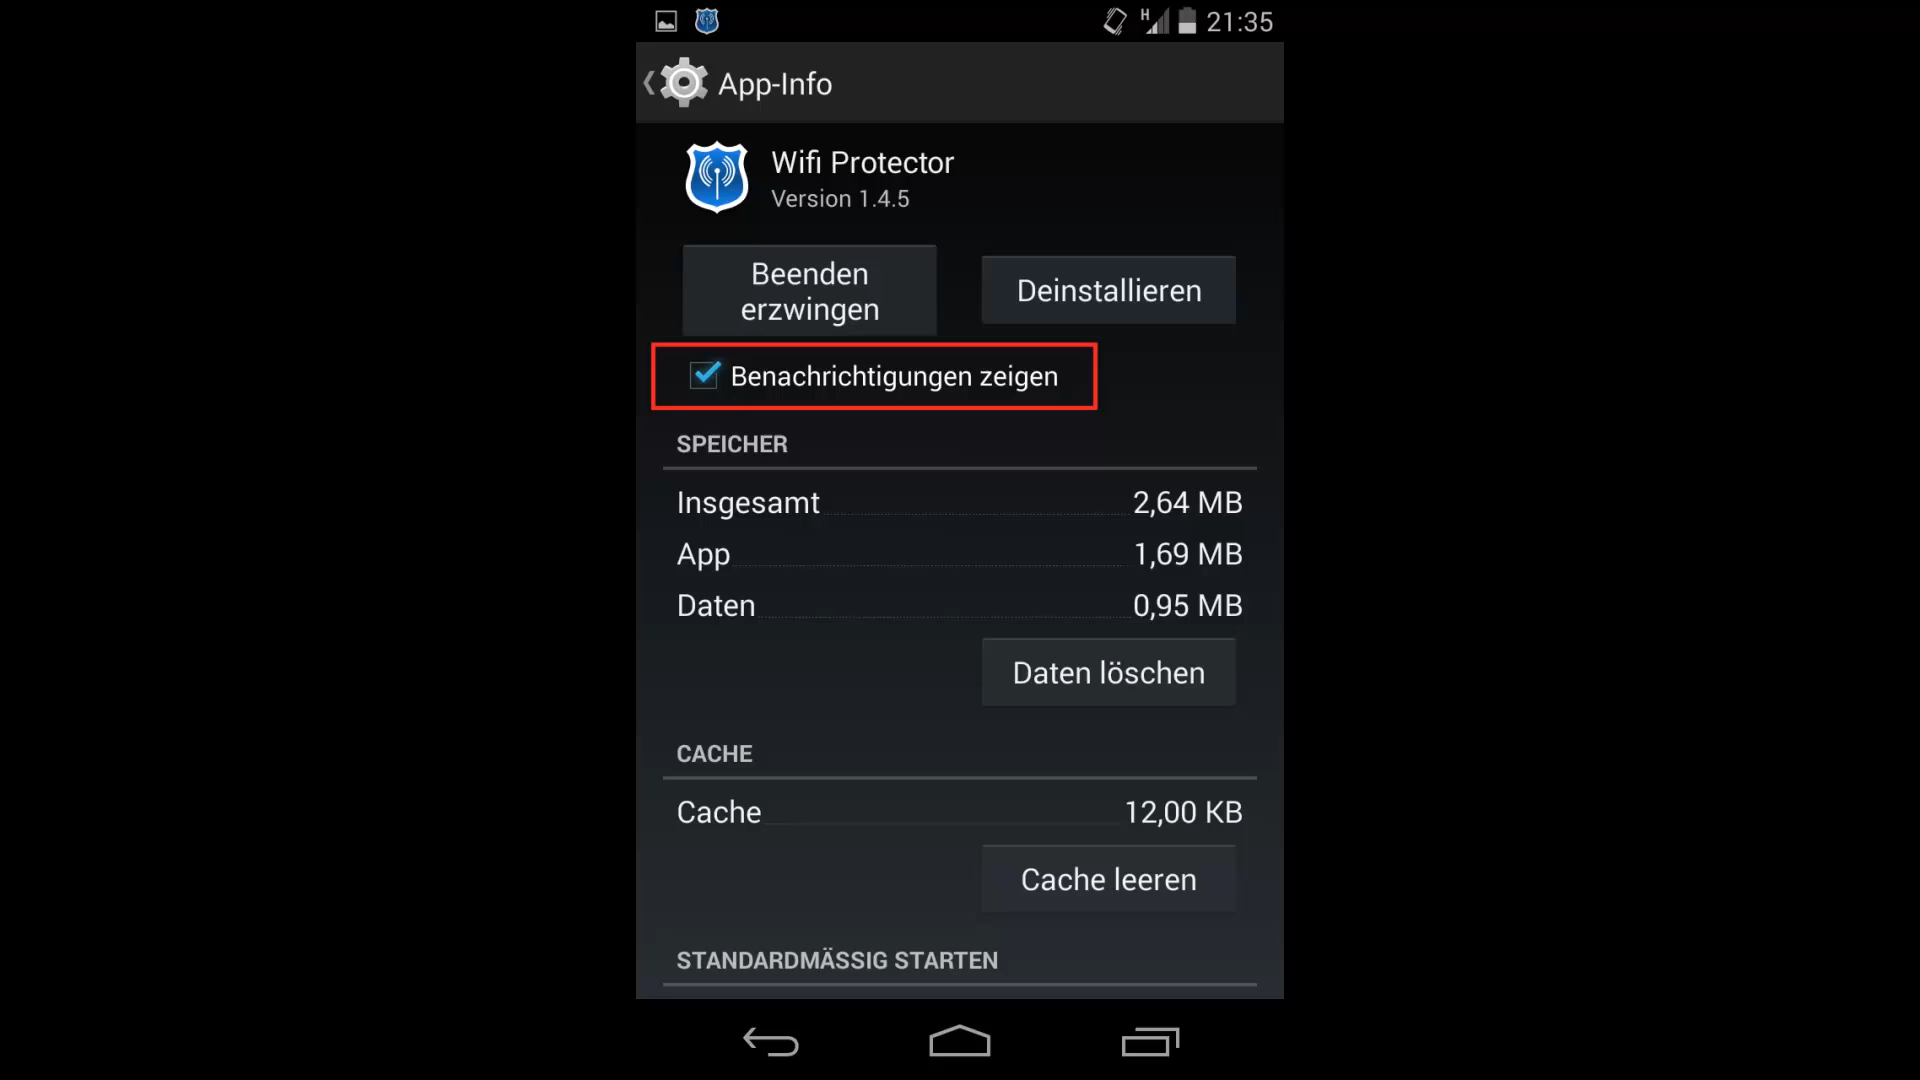 H 21:35
App-Info
Wifi Protector
Version 1.4.5
Beenden
erzwingen
Deinstallieren
Benachrichtigungen zeigen
SPEICHER
Insgesamt 2,64 MB
App 1,69 MB
Daten 0,95 MB
Daten löschen
CACHE
Cache 12,00 KB
Cache leeren
STANDARDMÄSSIG STARTEN